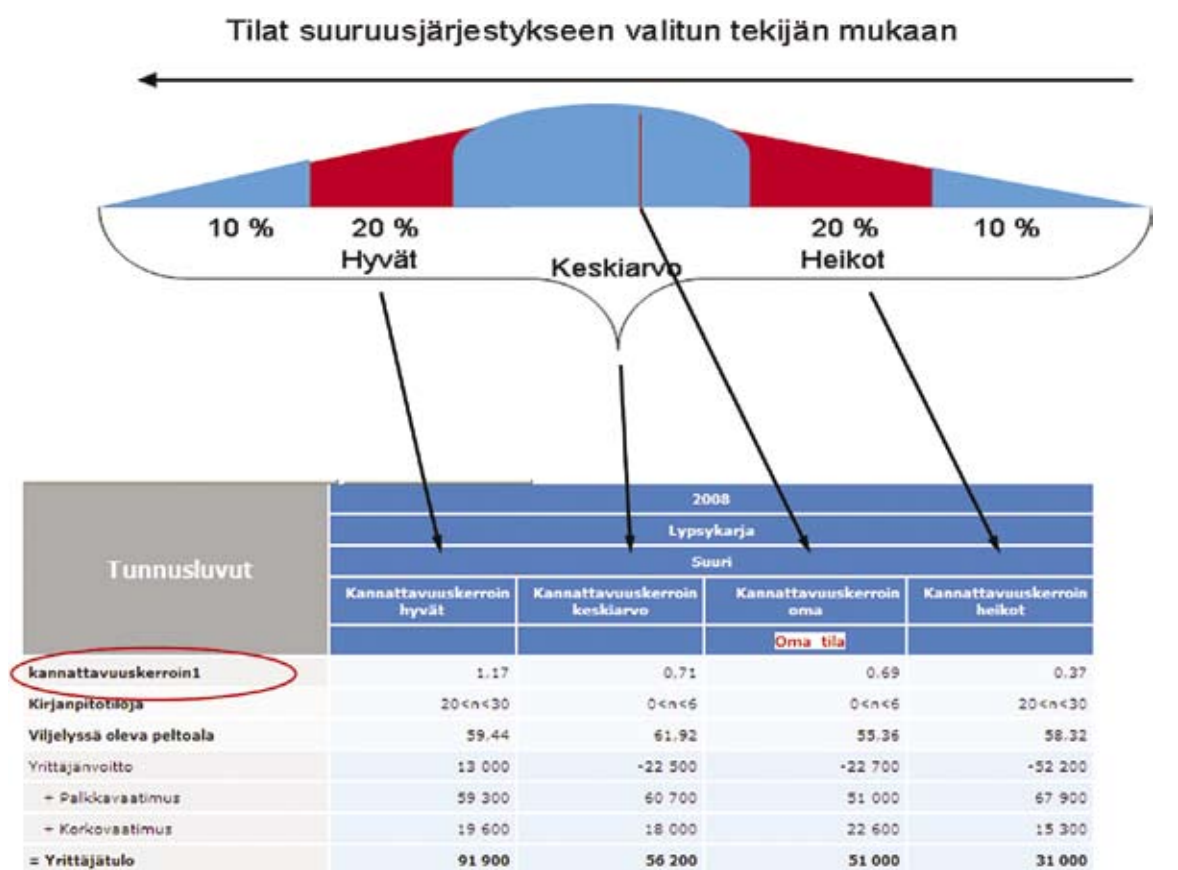 Tilat suuruusjärjestykseen valitun tekijän mukaan
10 % 20 % 20 % 10 %
Hyvät Keskiarvo Heikot
2008
Lypsykarja
Tunnusluvut Suuri
Kannattavuuskerroin hyvät Kannattavuuskerroin keskiarvo Kannattavuuskerroin oma Kannattavuuskerroin heikot
Oma tila
kannattavuuskerroin1 1.17 0.71 0.69 0.37
Kirjanpitotiloja 20<n<30 0<n<6 0<n<6 20<n<30
Viljelyssä oleva peltoala 59.44 61.92 55.36 58.32
Yrittäjänvoitto 13 000 -22 500 -22 700 -52 200
+ Palkkavaatimus 59 300 60 700 51 000 67 900
+ Korkovaatimus 19 600 18 000 22 600 15 300
= Yrittäjätulo 91 900 56 200 51 000 31 000